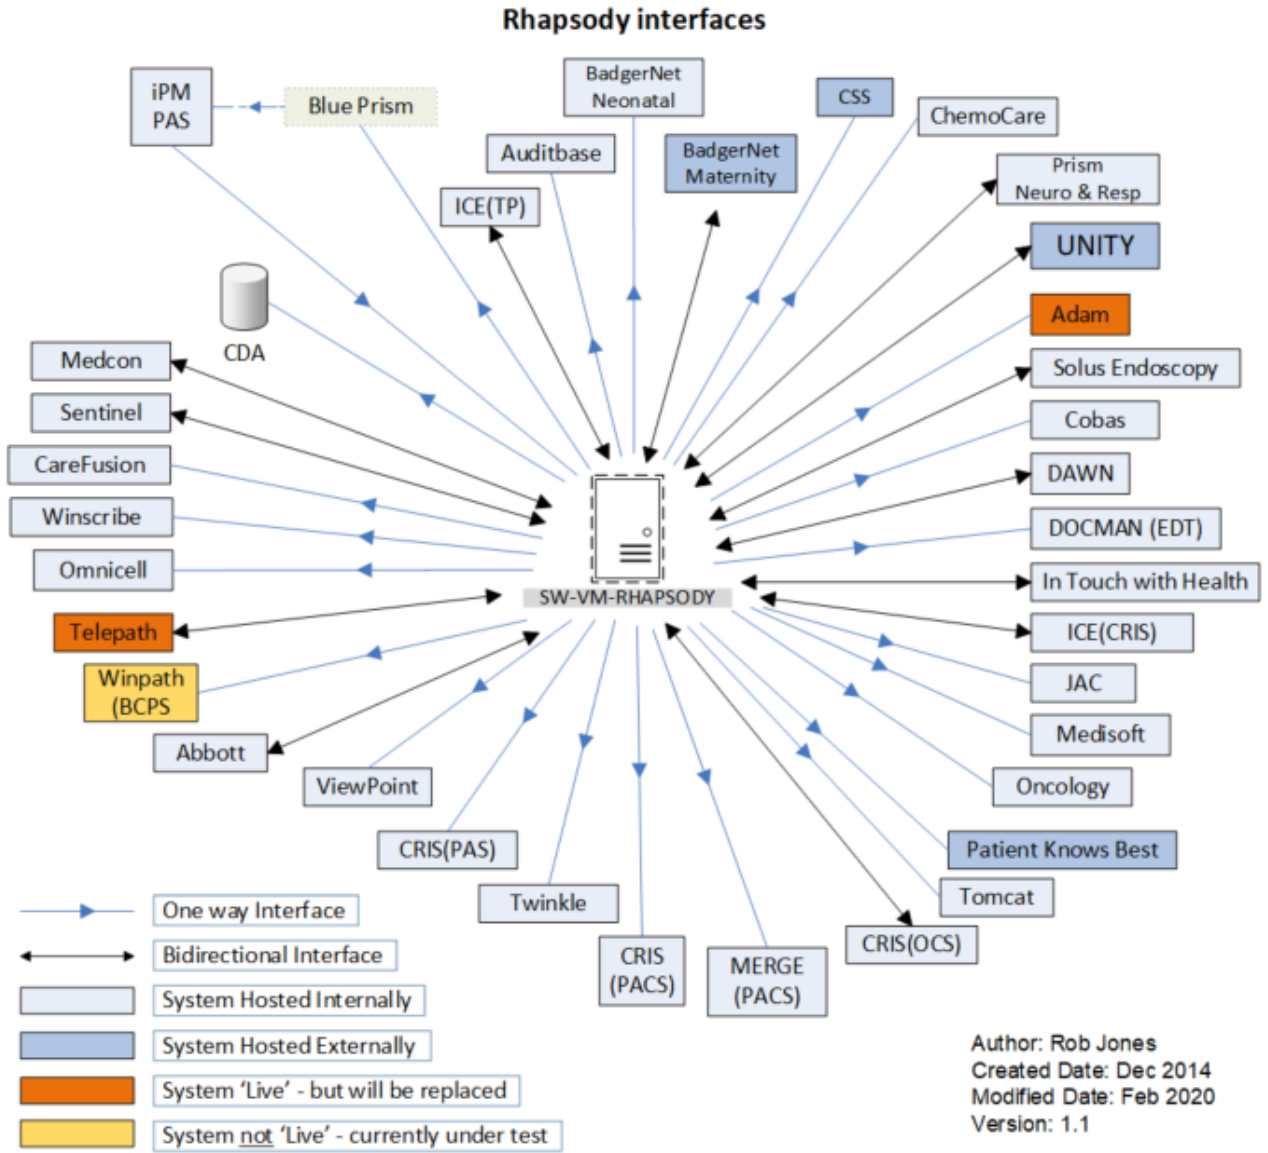 Rhapsody interfaces
iPM
PAS
Blue Prism
BadgerNet
Neonatal
CSS
ChemoCare
Auditbase
BadgerNet
Maternity
Prism
Neuro & Resp
ICE(TP)
UNITY
Adam
CDA
Medcon
Solus Endoscopy
Sentinel
Cobas
CareFusion
DAWN
Winscribe
DOCMAN (EDT)
Omnicell
In Touch with Health
SW-VM-RHAPSODY
Telepath
ICE(CRIS)
Winpath
(BCPS
JAC
Abbott
Medisoft
ViewPoint
Oncology
CRIS(PAS)
Patient Knows Best
Twinkle
Tomcat
CRIS(OCS)
CRIS
(PACS)
MERGE
(PACS)
One way Interface
Bidirectional Interface
System Hosted Internally
System Hosted Externally
System ‘Live’ - but will be replaced
System not ‘Live’ - currently under test
Author: Rob Jones
Created Date: Dec 2014
Modified Date: Feb 2020
Version: 1.1